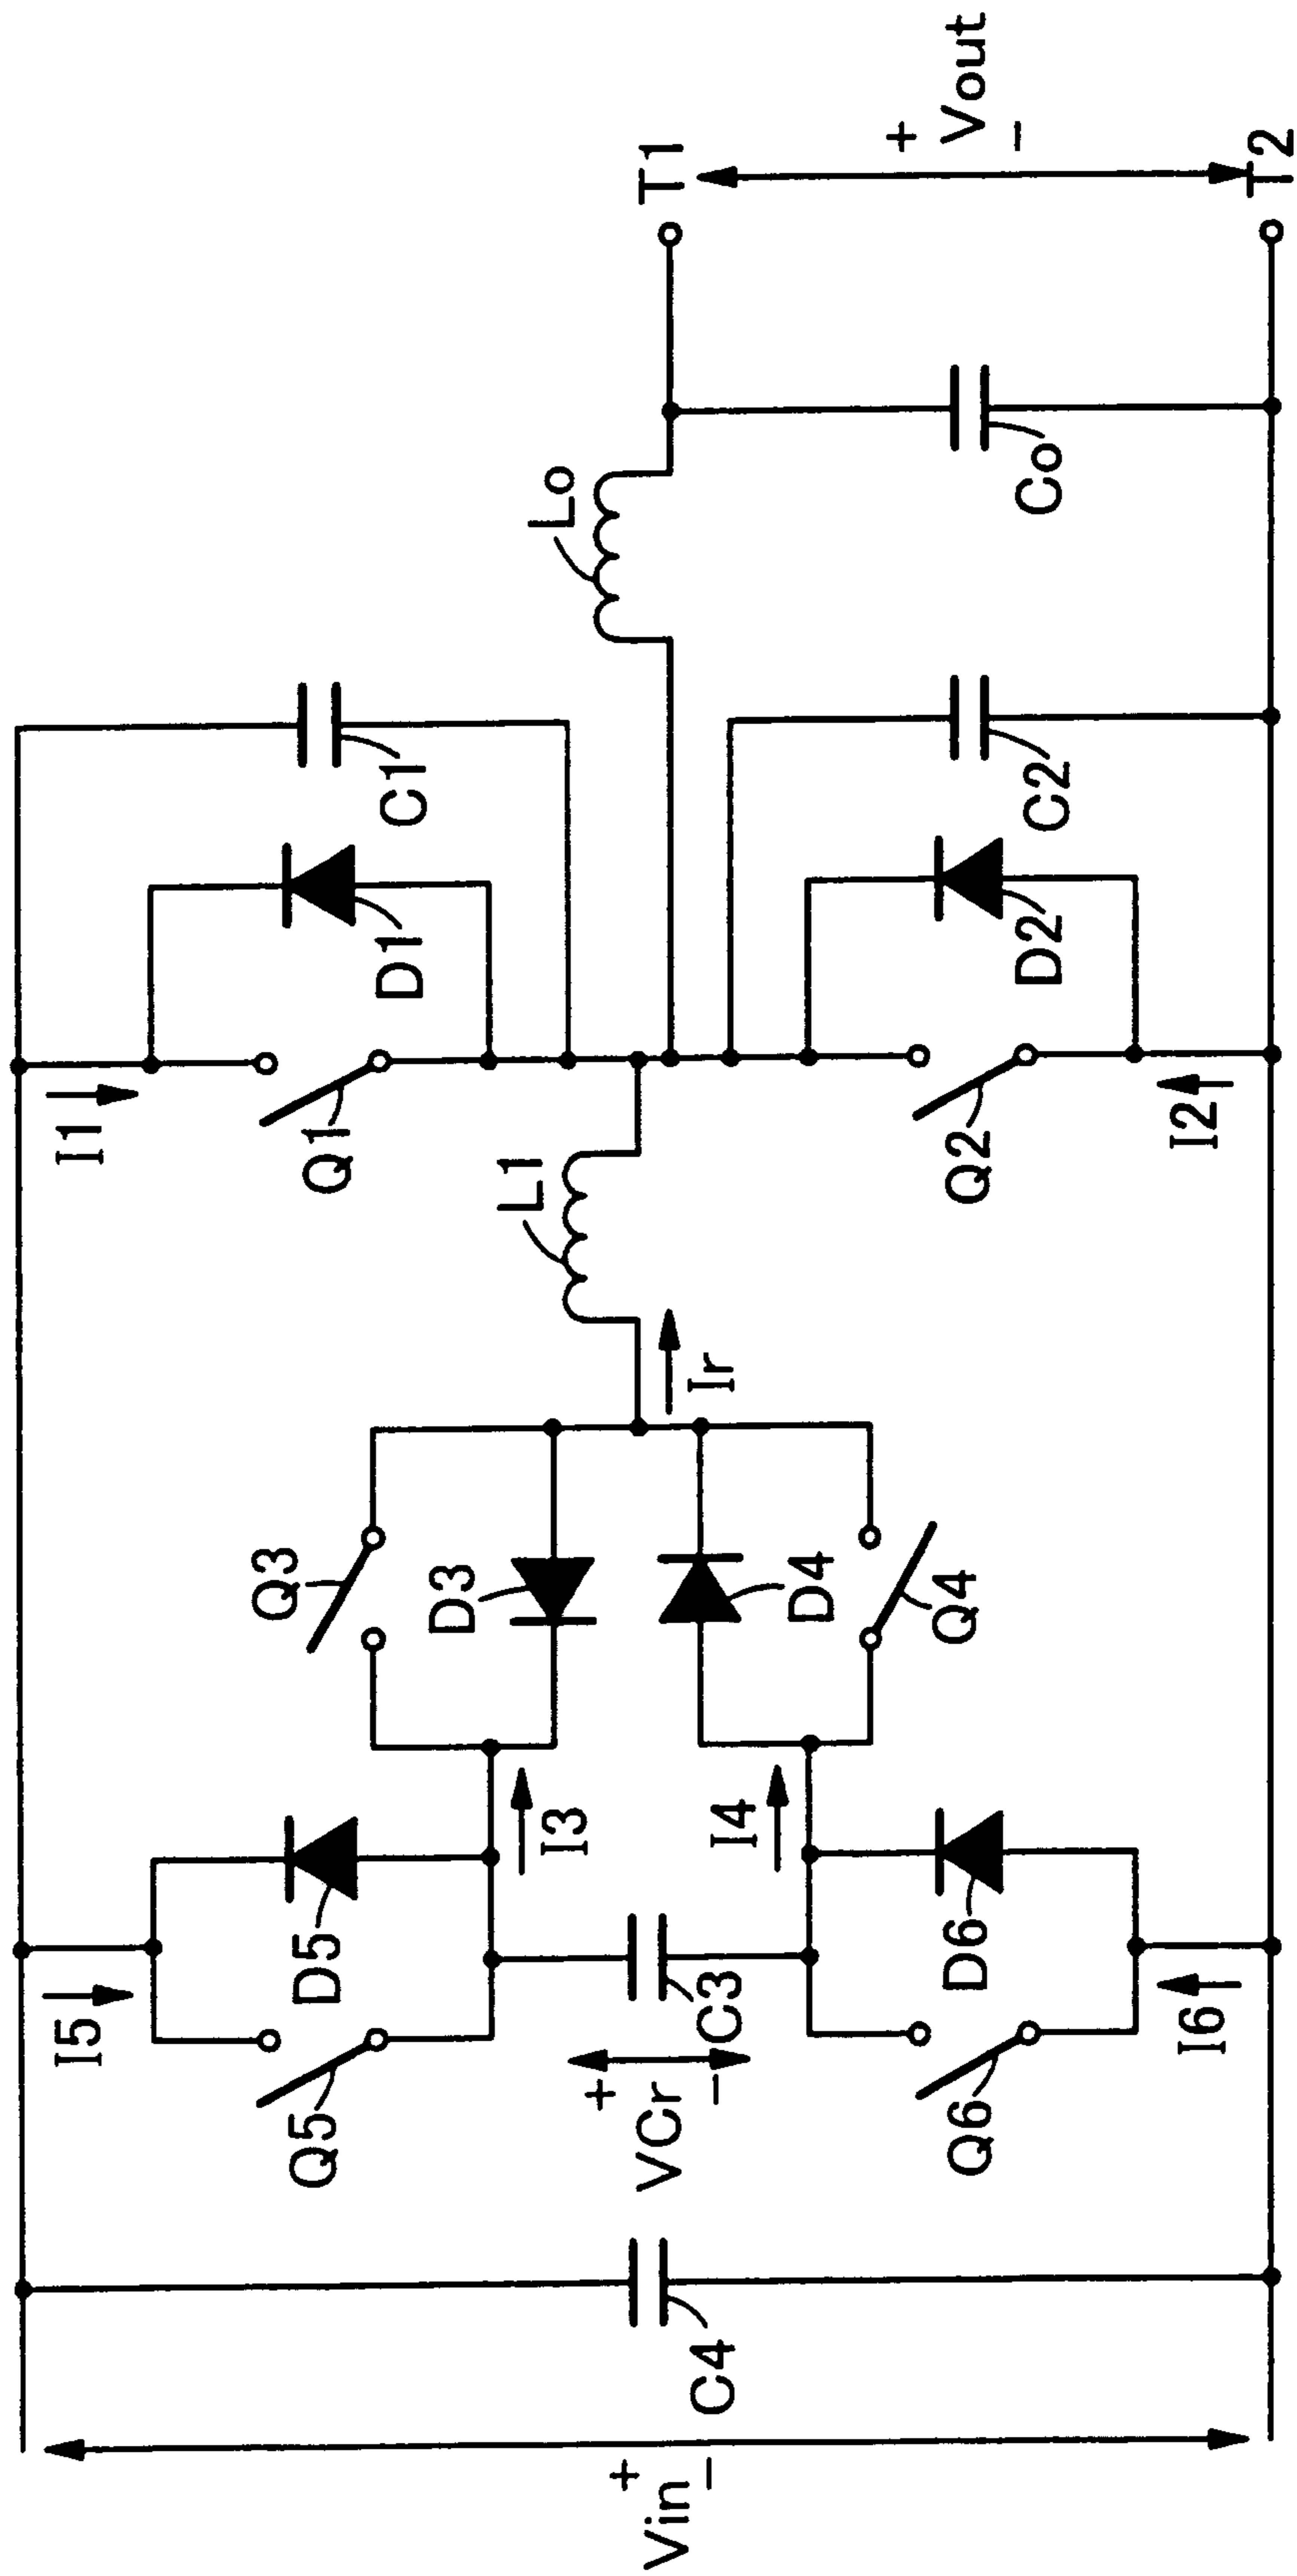 Vin
+
−
C4
I5
Q5
D5
VCr
+
−
C3
Q6
D6
I6
I3
I4
Q3
D3
D4
Q4
Ir
L1
I1
Q1
D1
C1
Q2
D2
I2
C2
Lo
Co
T1
+
Vout
−
T2